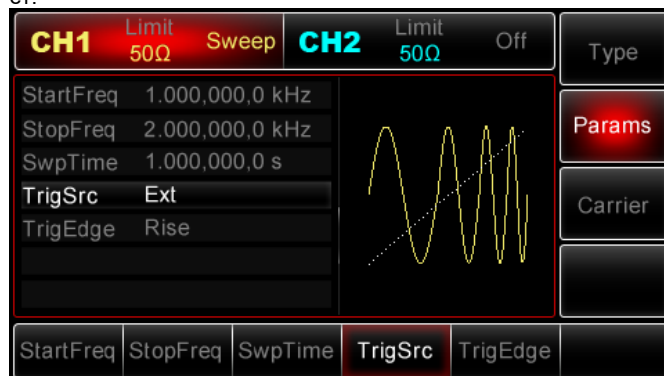 CH1 Limit 50Ω Sweep CH2 Limit 50Ω Off
Type
StartFreq 1.000,000,0 kHz
StopFreq 2.000,000,0 kHz
SwpTime 1.000,000,0 s
TrigSrc Ext
TrigEdge Rise
Params
Carrier
StartFreq StopFreq SwpTime TrigSrc TrigEdge